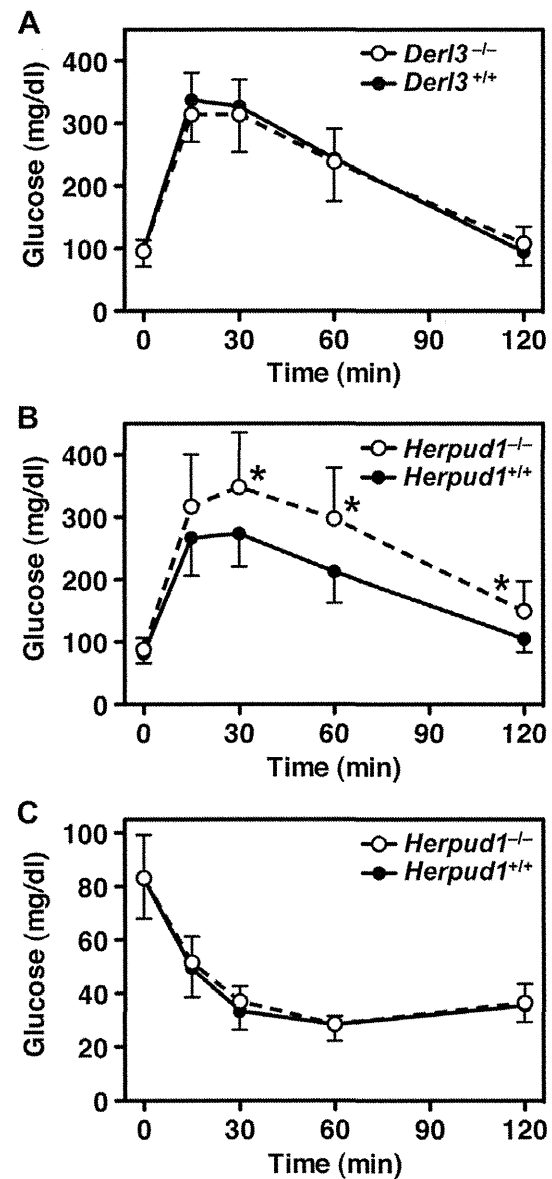 A
Derl3 –/–
Derl3 +/+
Glucose (mg/dl)
400
300
200
100
0
0 30 60 90 120
Time (min)
B
Herpud1–/–
Herpud1+/+
Glucose (mg/dl)
400
300
200
100
0
*
*
*
0 30 60 90 120
Time (min)
C
Herpud1–/–
Herpud1+/+
Glucose (mg/dl)
100
80
60
40
20
0
0 30 60 90 120
Time (min)